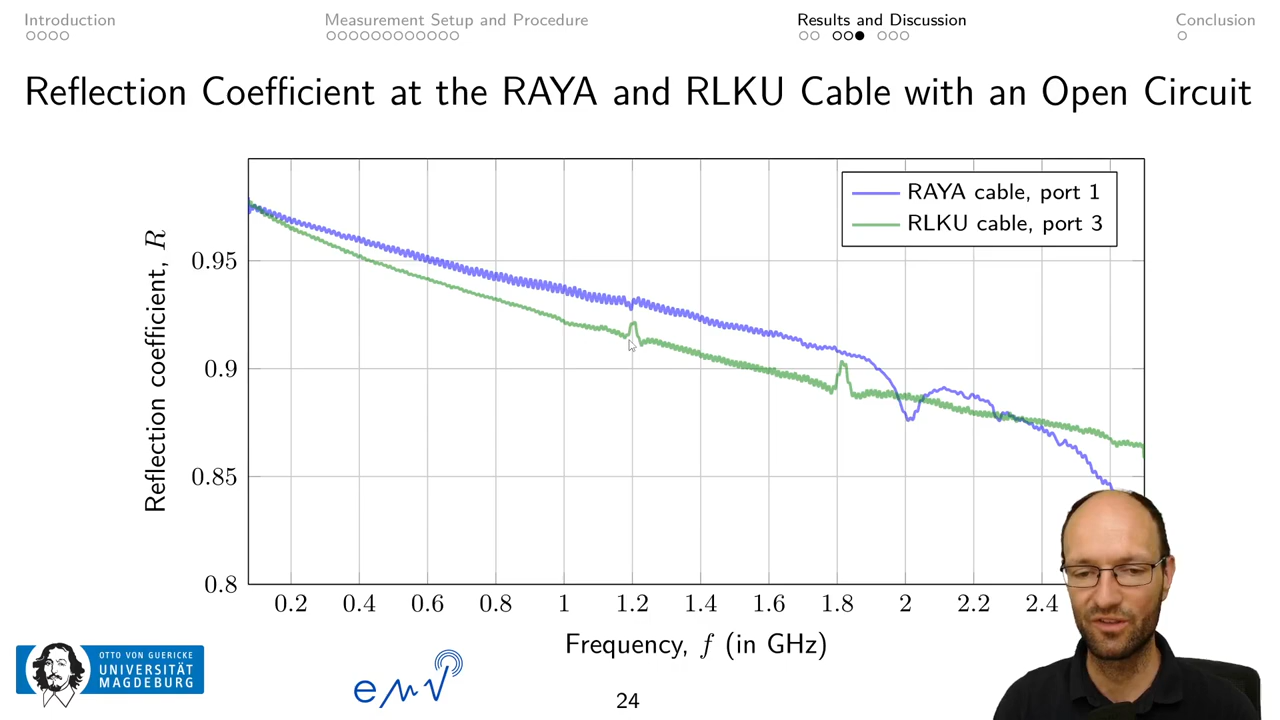 Introduction
Measurement Setup and Procedure
Results and Discussion
Conclusion
Reflection Coefficient at the RAYA and RLKU Cable with an Open Circuit
RAYA cable, port 1
RLKU cable, port 3
Reflection coefficient, R
0.95
0.9
0.85
0.8
0.2 0.4 0.6 0.8 1 1.2 1.4 1.6 1.8 2 2.2 2.4
Frequency, f (in GHz)
OTTO VON GUERICKE
UNIVERSITÄT
MAGDEBURG
emv
24